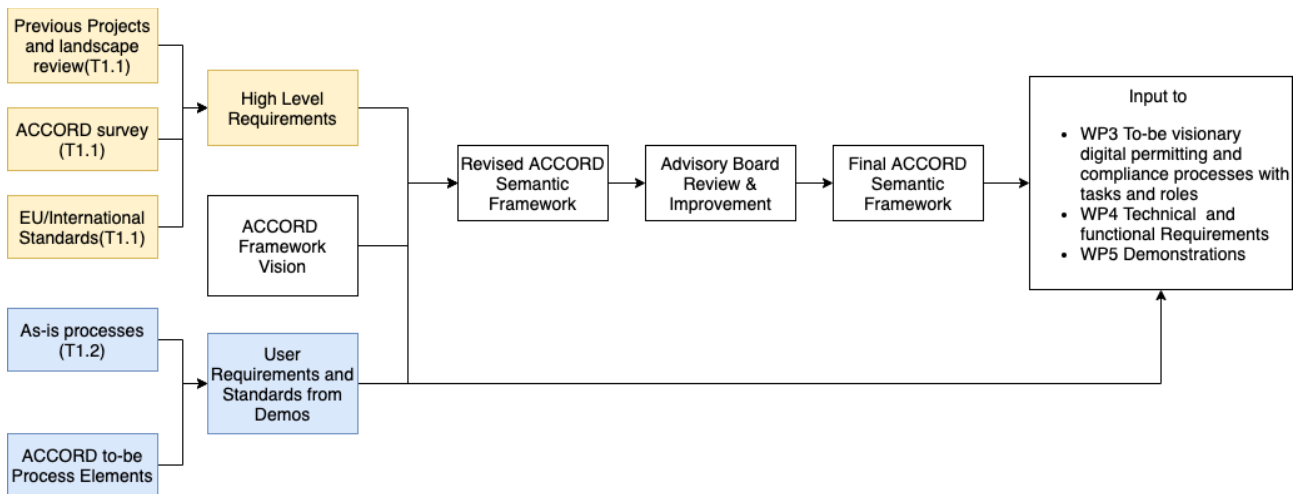 Previous Projects
and landscape
review(T1.1)
ACCORD survey
(T1.1)
EU/International
Standards(T1.1)
As-is processes
(T1.2)
ACCORD to-be
Process Elements
High Level
Requirements
ACCORD
Framework
Vision
User
Requirements and
Standards from
Demos
Revised ACCORD
Semantic
Framework
Advisory Board
Review &
Improvement
Final ACCORD
Semantic
Framework
Input to
• WP3 To-be visionary
digital permitting and
compliance processes with
tasks and roles
• WP4 Technical and
functional Requirements
• WP5 Demonstrations